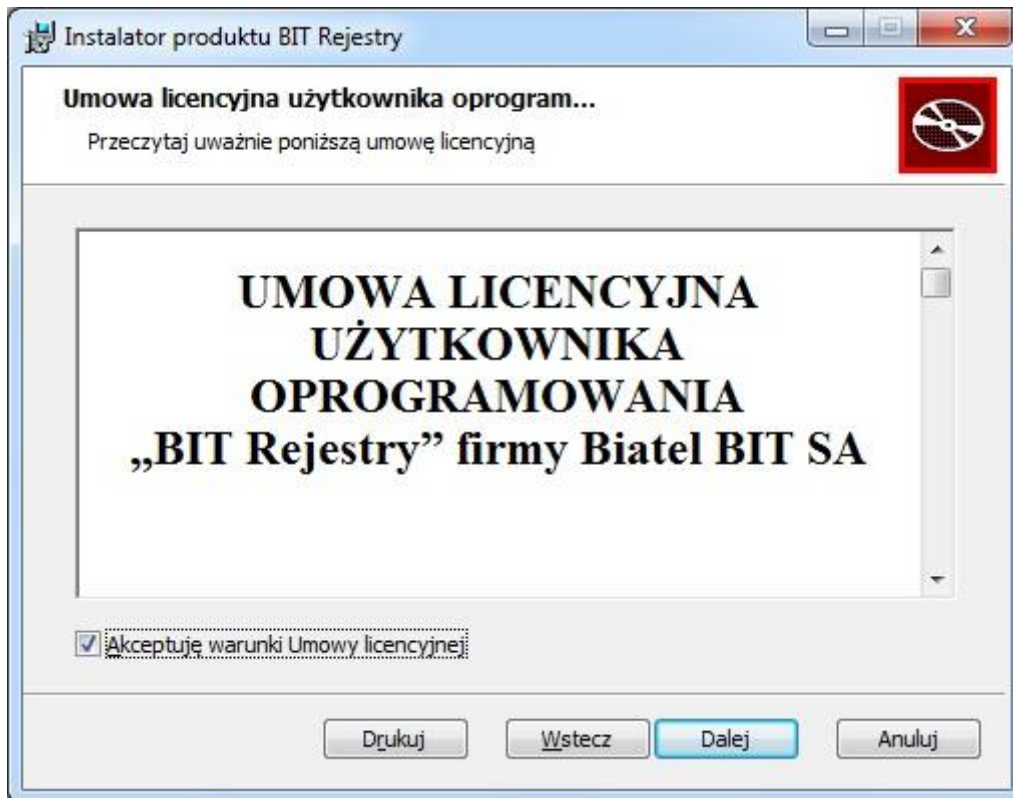 Instalator produktu BIT Rejestry
Umowa licencyjna użytkownika oprogram...
Przeczytaj uważnie poniższą umowę licencyjną
UMOWA LICENCYJNA
UŻYTKOWNIKA
OPROGRAMOWANIA
„BIT Rejestry” firmy Biatel BIT SA
Akceptuję warunki Umowy licencyjnej
Drukuj Wstecz Dalej Anuluj